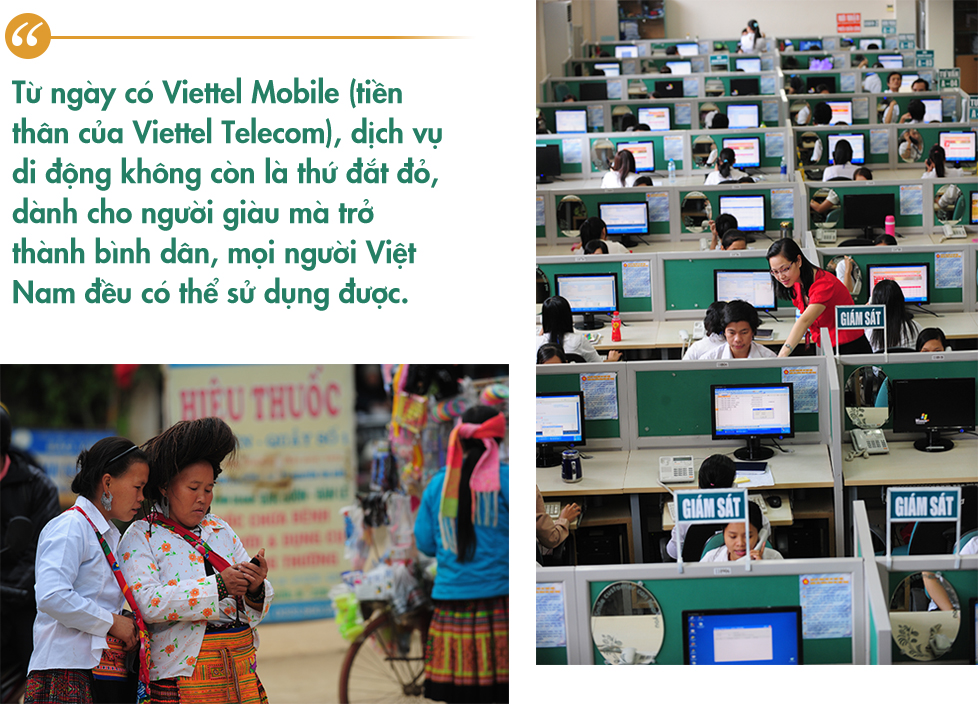 Từ ngày có Viettel Mobile (tiền
thân của Viettel Telecom), dịch vụ
di động không còn là thứ đắt đỏ,
dành cho người giàu mà trở
thành bình dân, mọi người Việt
Nam đều có thể sử dụng được.
HIỆU THUỐC
GIÁM SÁT
GIÁM SÁT
GIÁM SÁT